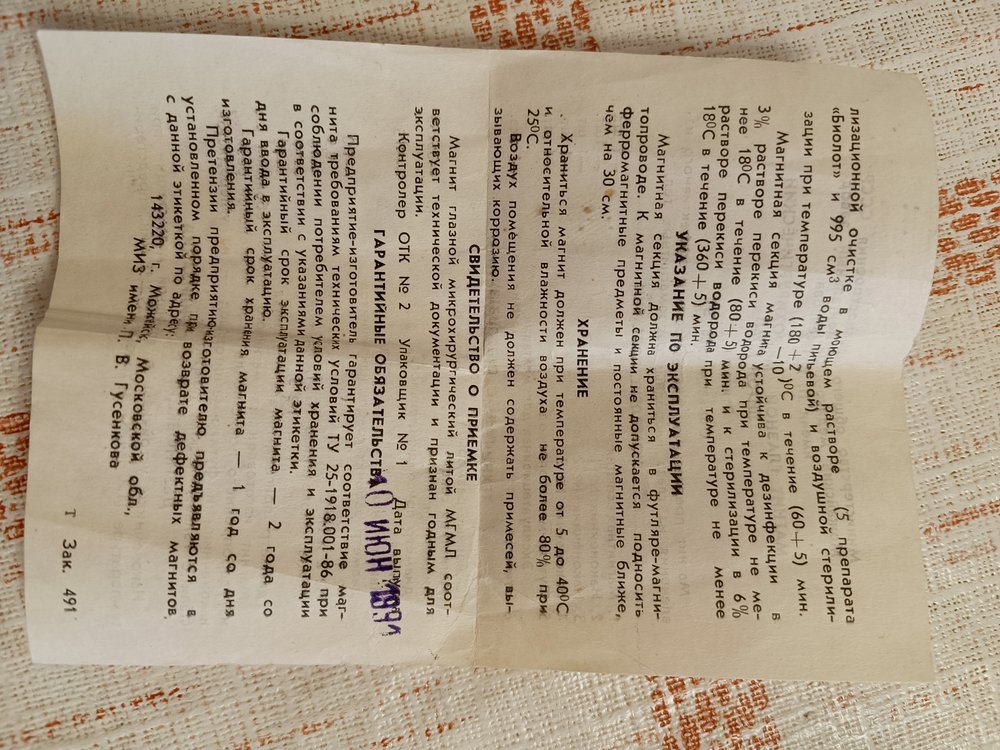 лизационной очистке в моющем растворе (5 препарата
«Биолот» и 995 см³ воды питьевой) и воздушной стерили-
зации при температуре (180 +2 −10)°С в течение (60+5) мин.
Магнитная секция магнита устойчива к дезинфекции в
3% растворе перекиси водорода при температуре не ме-
нее 18°С в течение (80+5) мин. и к стерилизации в 6%
растворе перекиси водорода при температуре не менее
18°С в течение (360+5) мин.
УКАЗАНИЕ ПО ЭКСПЛУАТАЦИИ
Магнитная секция должна храниться в футляре-магни-
топроводе. К магнитной секции не допускается подносить
ферромагнитные предметы и постояные магнитные ближе,
чем на 30 см.
ХРАНЕНИЕ
Храниться магнит должен при температуре от 5 до 40°С
и относительной влажности воздуха не более 80% при
25°С.
Воздух помещения не должен содержать примесей, вы-
зывающих коррозию.
СВИДЕТЕЛЬСТВО О ПРИЕМКЕ
Магнит глазной микрохирургический литой МГМЛ соот-
ветствует технической документации и признан годным для
эксплуатации.
Контролер ОТК № 2 Упаковщик № 1 Дата
10 ИЮН 1991
ГАРАНТИЙНЫЕ ОБЯЗАТЕЛЬСТВА
Предприятие-изготовитель гарантирует соответствие маг-
нита требованиям технических условий ТУ 25-1918.001-86 при
соблюдении потребителем условий хранения и эксплуатации
в соответствии с указаниями данной этикетки.
Гарантийный срок эксплуатации магнита — 2 года со
дня ввода в эксплуатацию.
Гарантийный срок хранения магнита — 1 год со дня
изготовления.
Претензии предприятию-изготовителю предъявляются в
установленном порядке при возврате дефектных магнитов
с данной этикеткой по адресу:
143220, г. Можайск, Московской обл.,
МИЗ имени П. В. Гусенкова
Т Зак. 491